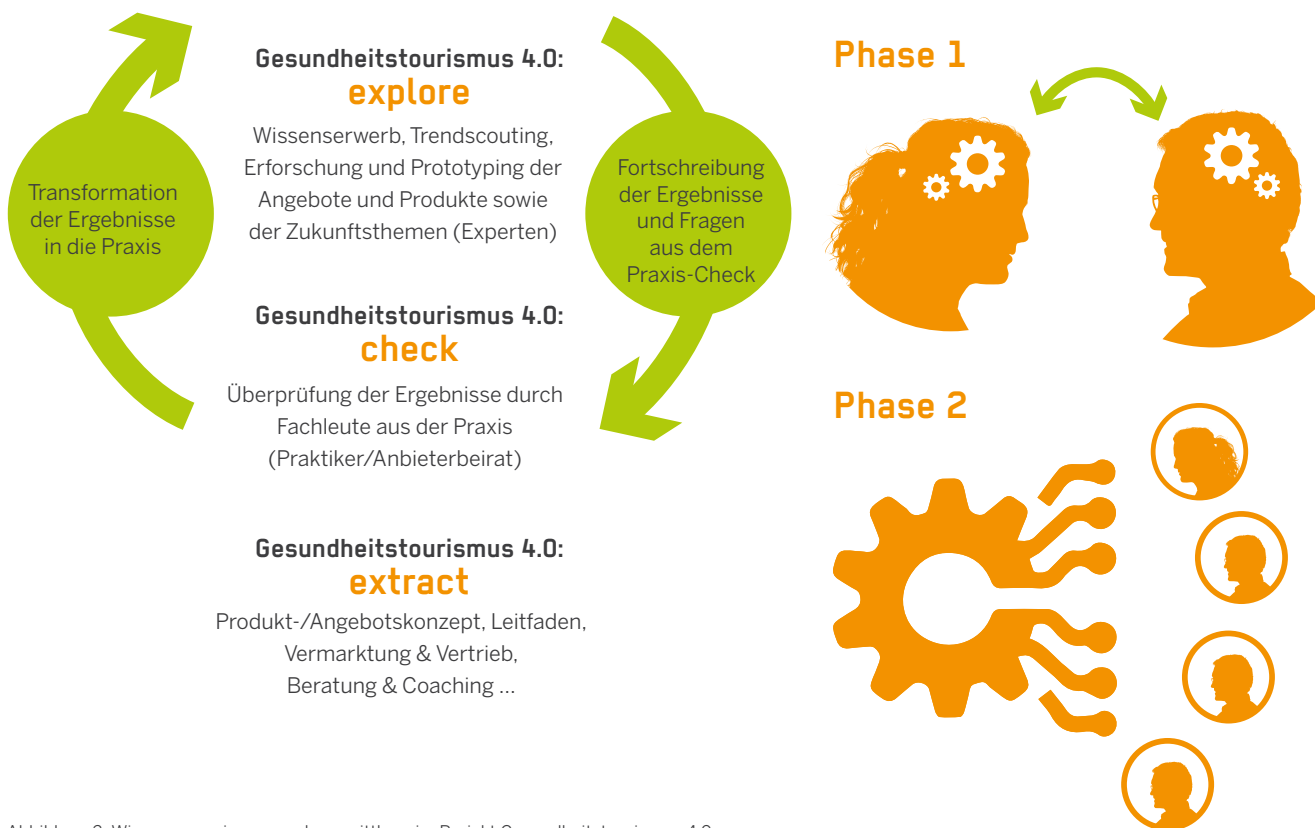 Gesundheitstourismus 4.0:
explore
Wissenserwerb, Trendscouting,
Erforschung und Prototyping der
Angebote und Produkte sowie
der Zukunftsthemen (Experten)
Transformation
der Ergebnisse
in die Praxis
Fortschreibung
der Ergebnisse
und Fragen
aus dem
Praxis-Check
Gesundheitstourismus 4.0:
check
Überprüfung der Ergebnisse durch
Fachleute aus der Praxis
(Praktiker/Anbieterbeirat)
Gesundheitstourismus 4.0:
extract
Produkt-/Angebotskonzept, Leitfaden,
Vermarktung & Vertrieb,
Beratung & Coaching ...
Phase 1
Phase 2